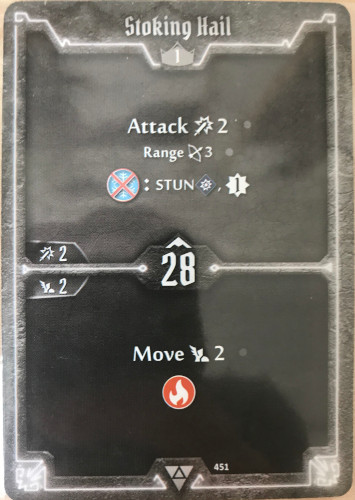 Stoking Hail
1
Attack 2
Range 3
: STUN , 1
2
28
2
Move 2
451